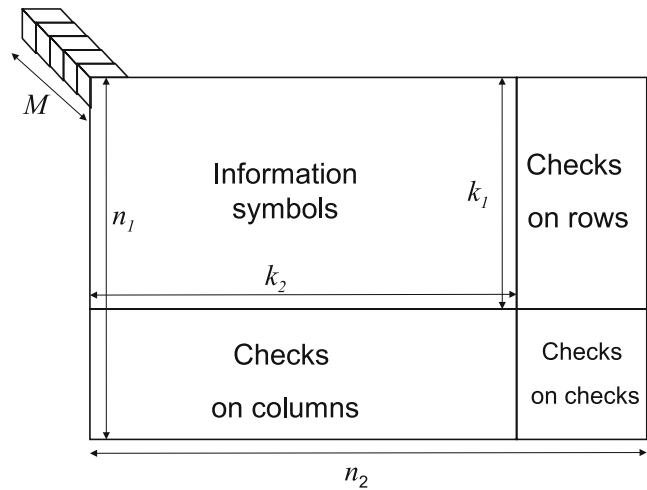 M
Information
symbols
n1
k1
Checks
on rows
k2
Checks
on columns
Checks
on checks
n2